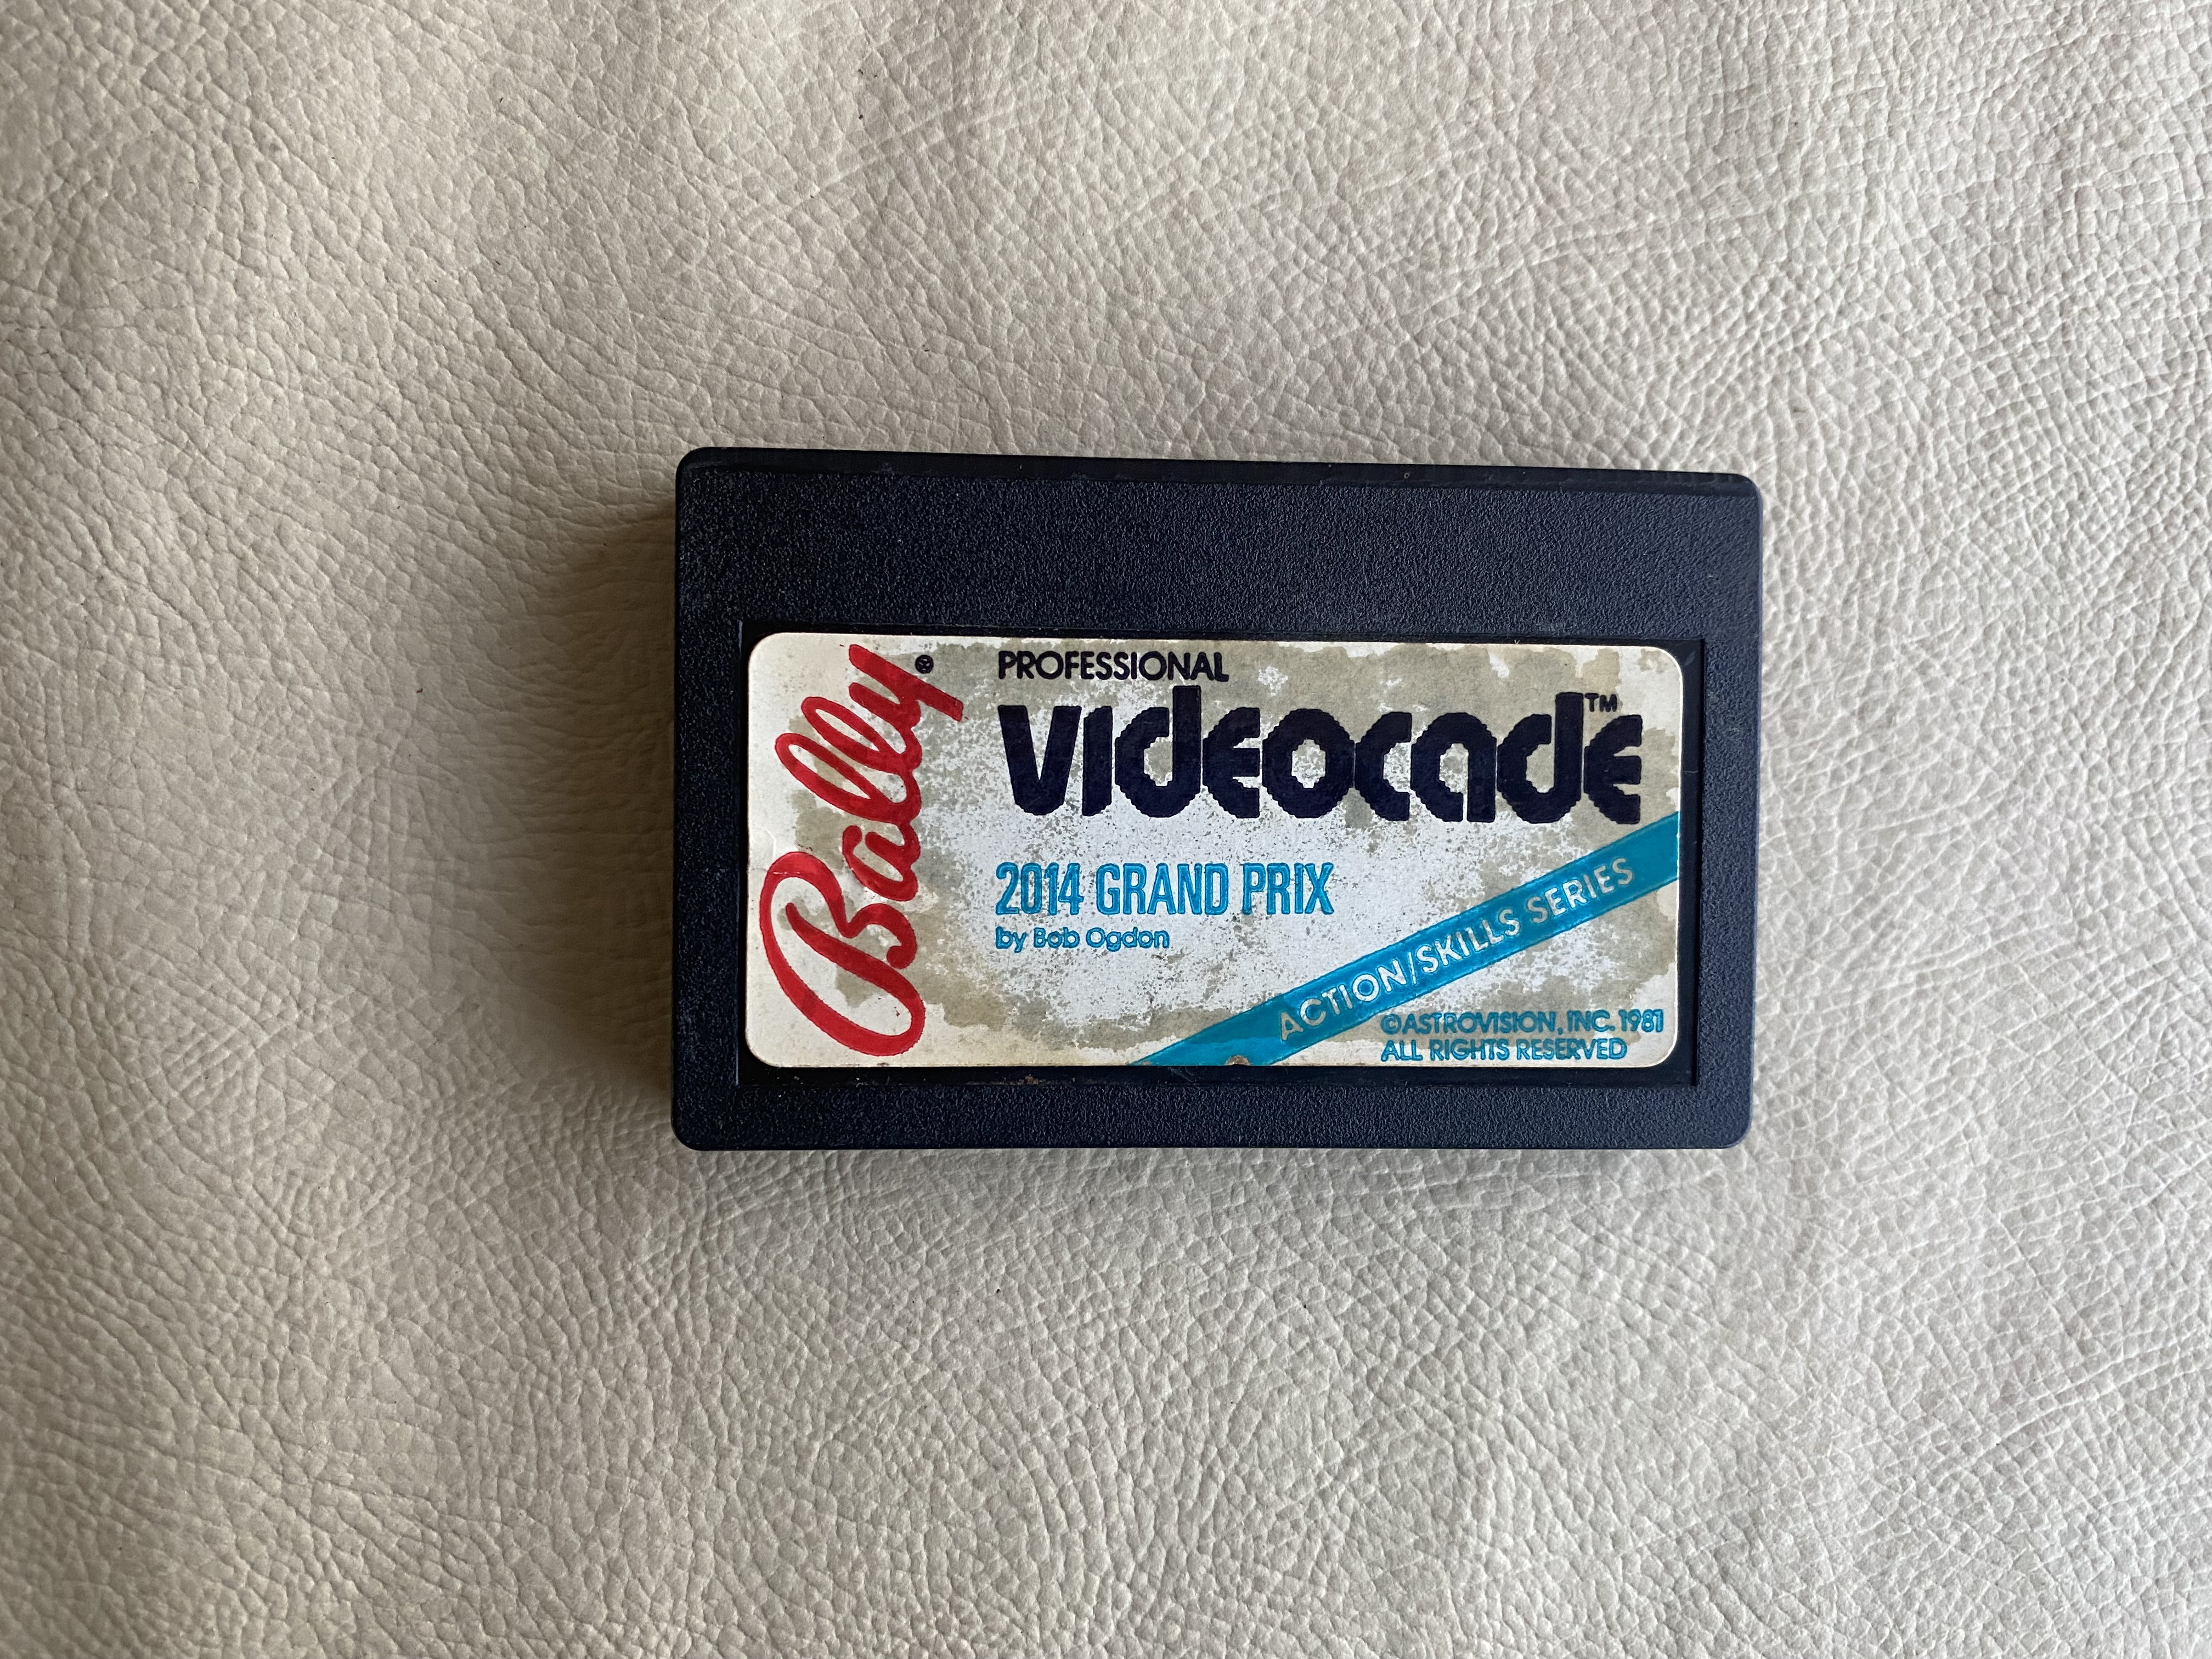 Bally®
PROFESSIONAL
videocade™
2014 GRAND PRIX
by Bob Ogdon
ACTION/SKILLS SERIES
©ASTROVISION, INC. 1981
ALL RIGHTS RESERVED